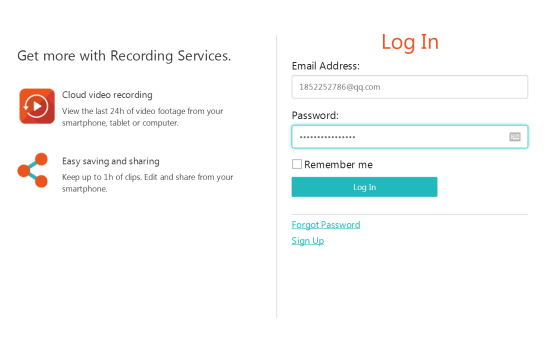 Get more with Recording Services.
Cloud video recording
View the last 24h of video footage from your
smartphone, tablet or computer.
Easy saving and sharing
Keep up to 1h of clips. Edit and share from your
smartphone.
Log In
Email Address:
1852252786@qq.com
Password:
••••••••••••••••
Remember me
Log In
Forgot Password
Sign Up